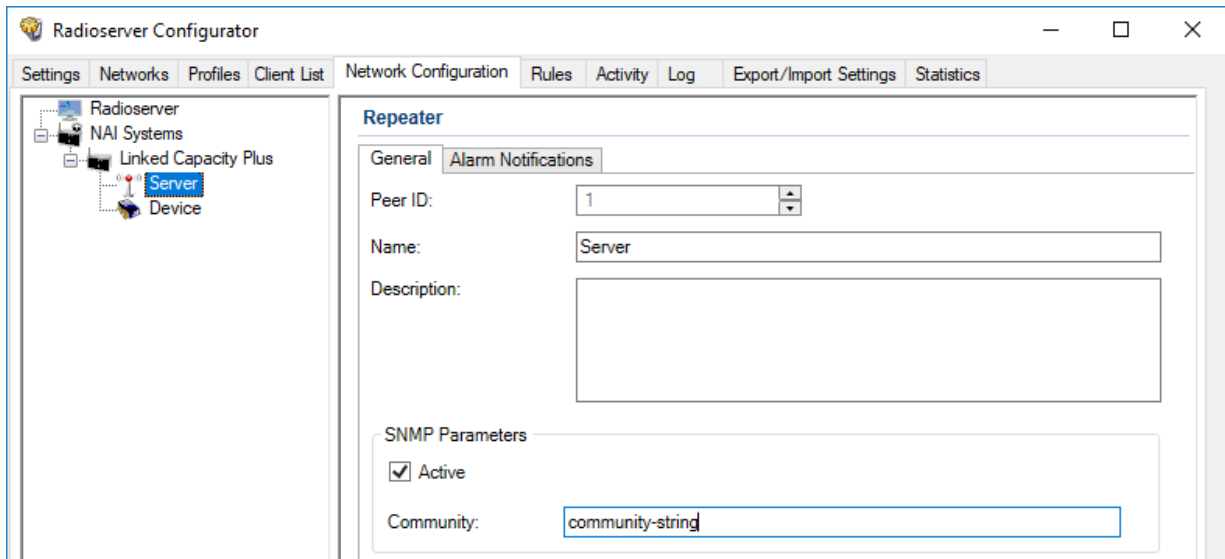 Radioserver Configurator
Settings Networks Profiles Client List Network Configuration Rules Activity Log Export/Import Settings Statistics
Radioserver
NAI Systems
Linked Capacity Plus
Server
Device
Repeater
General Alarm Notifications
Peer ID: 1
Name: Server
Description:
SNMP Parameters
Active
Community: community-string